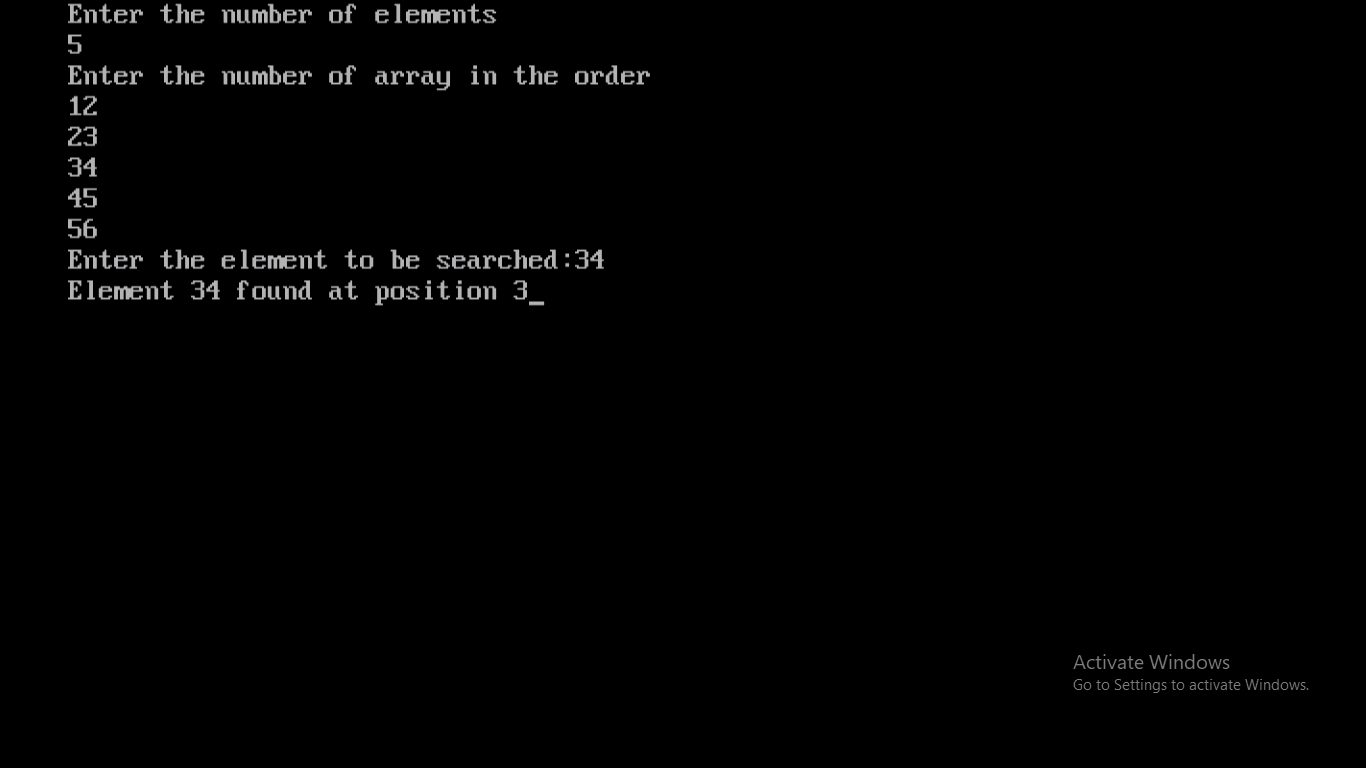 Enter the number of elements
5
Enter the number of array in the order
12
23
34
45
56
Enter the element to be searched:34
Element 34 found at position 3_
Activate Windows
Go to Settings to activate Windows.